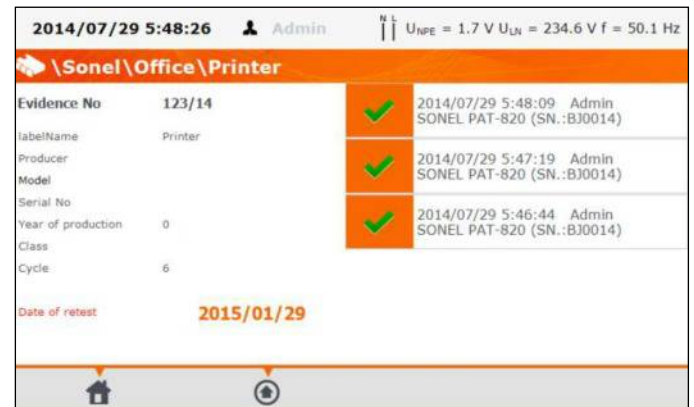 2014/07/29 5:48:26 Admin N L UNPE = 1.7 V ULN = 234.6 V f = 50.1 Hz
\Sonel\Office\Printer
Evidence No 123/14
labelName Printer
Producer
Model
Serial No
Year of production 0
Class
Cycle 6
Date of retest 2015/01/29
2014/07/29 5:48:09 Admin
SONEL PAT-820 (SN.:BJ0014)
2014/07/29 5:47:19 Admin
SONEL PAT-820 (SN.:BJ0014)
2014/07/29 5:46:44 Admin
SONEL PAT-820 (SN.:BJ0014)